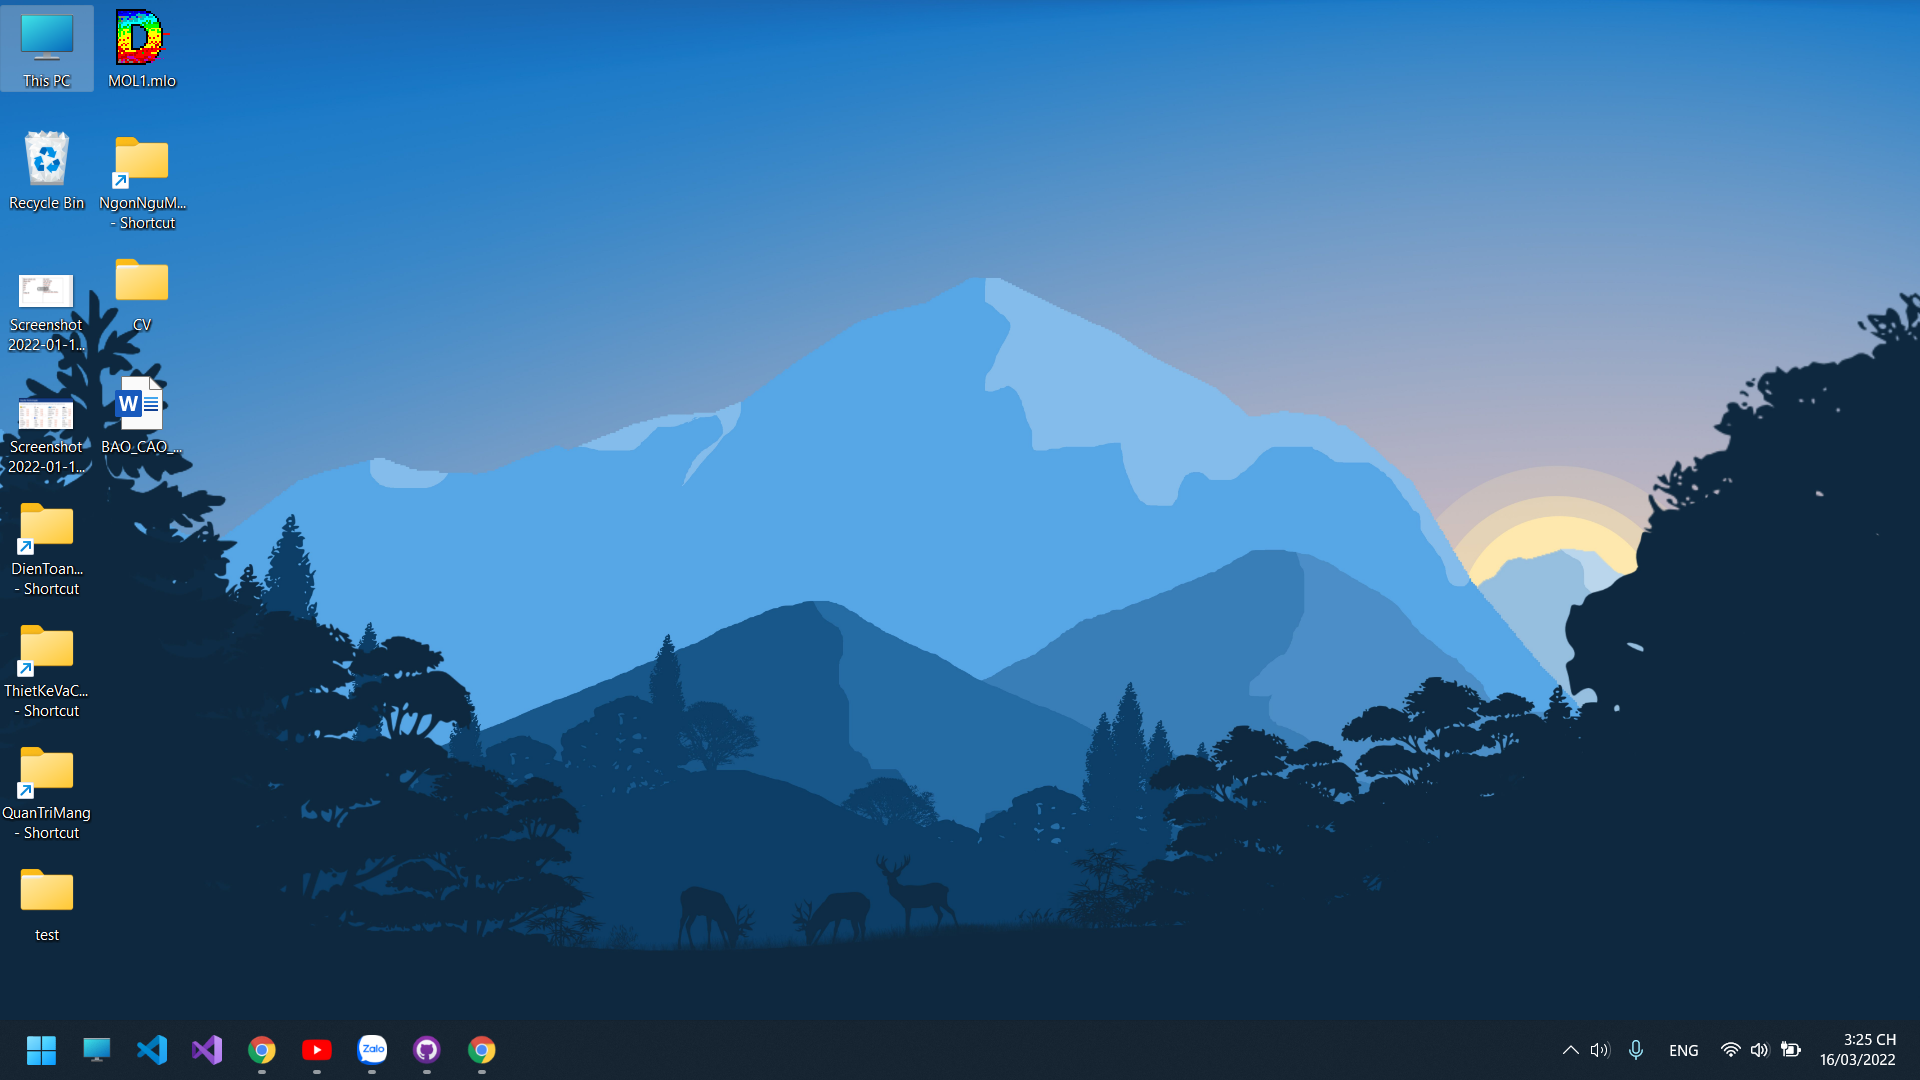 This PC
MOL1.mlo
Recycle Bin
NgonNguM...
- Shortcut
Screenshot
2022-01-1...
CV
Screenshot
2022-01-1...
W
BAO_CAO_...
DienToan...
- Shortcut
ThietKeVaC...
- Shortcut
QuanTriMang
- Shortcut
test
Zalo
ENG
3:25 CH
16/03/2022